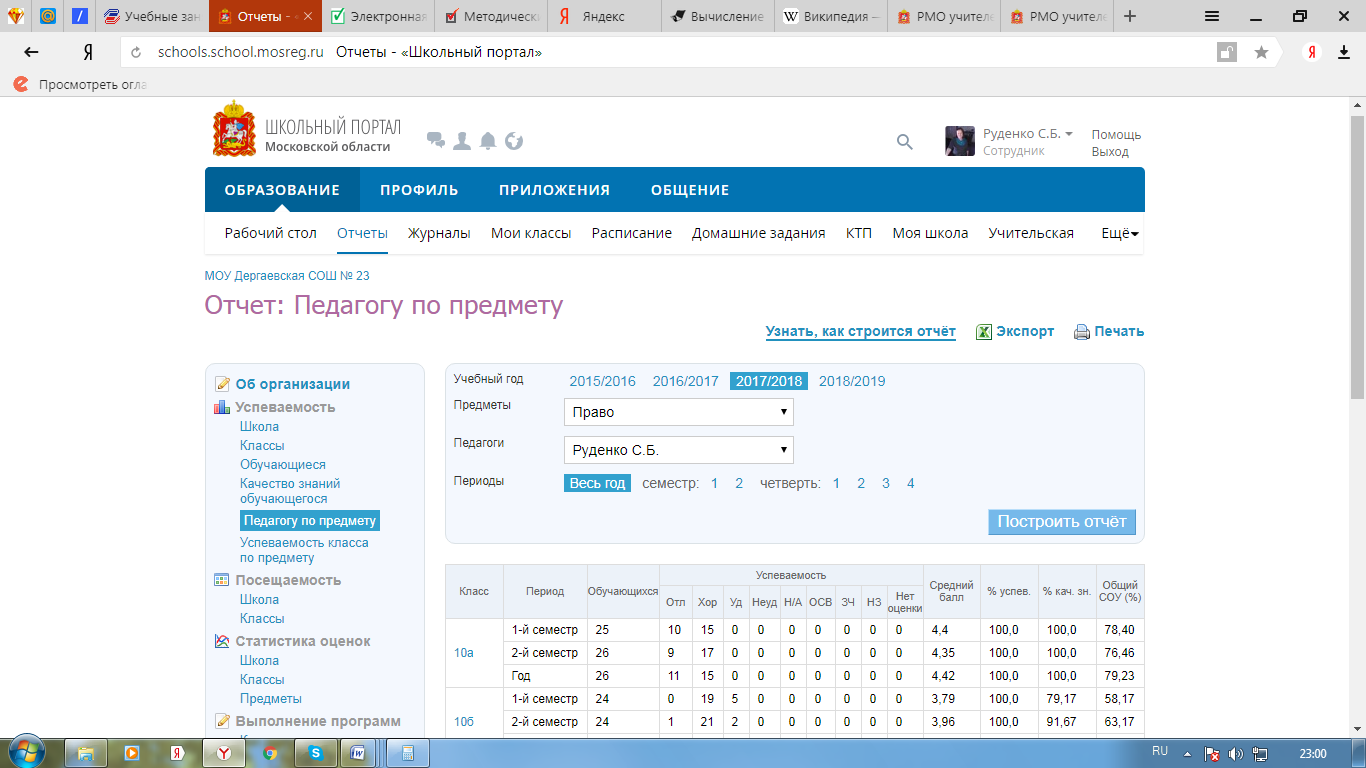 Учебные зан
Отчеты - «
Электронная
Методически
Яндекс
Вычисление
Википедия —
РМО учителе
РМО учителе
schools.school.mosreg.ru Отчеты - «Школьный портал»
Просмотреть огла
ШКОЛЬНЫЙ ПОРТАЛ
Московской области
Руденко С.Б.
Сотрудник
Помощь
Выход
ОБРАЗОВАНИЕ ПРОФИЛЬ ПРИЛОЖЕНИЯ ОБЩЕНИЕ
Рабочий стол Отчеты Журналы Мои классы Расписание Домашние задания КТП Моя школа Учительская Ещё
МОУ Дергаевская СОШ № 23
Отчет: Педагогу по предмету
Узнать, как строится отчёт Экспорт Печать
Об организации
Успеваемость
Школа
Классы
Обучающиеся
Качество знаний
обучающегося
Педагогу по предмету
Успеваемость класса
по предмету
Посещаемость
Школа
Классы
Статистика оценок
Школа
Классы
Предметы
Выполнение программ
Учебный год 2015/2016 2016/2017 2017/2018 2018/2019
Предметы Право
Педагоги Руденко С.Б.
Периоды Весь год семестр: 1 2 четверть: 1 2 3 4
Построить отчёт
Класс Период Обучающихся Успеваемость Средний балл % успев. % кач. зн. Общий СОУ (%)
Отл Хор Уд Неуд Н/А ОСВ ЗЧ НЗ Нет оценки
10а
1-й семестр 25 10 15 0 0 0 0 0 0 0 4,4 100,0 100,0 78,40
2-й семестр 26 9 17 0 0 0 0 0 0 0 4,35 100,0 100,0 76,46
Год 26 11 15 0 0 0 0 0 0 0 4,42 100,0 100,0 79,23
10б
1-й семестр 24 0 19 5 0 0 0 0 0 0 3,79 100,0 79,17 58,17
2-й семестр 24 1 21 2 0 0 0 0 0 0 3,96 100,0 91,67 63,17
RU 23:00